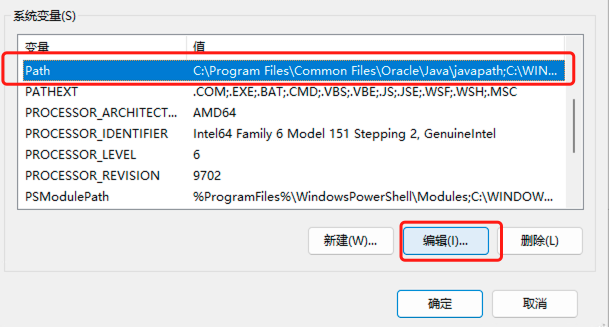 系统变量(S)
变量 值
Path C:\Program Files\Common Files\Oracle\Java\javapath;C:\WIN...
PATHEXT .COM;.EXE;.BAT;.CMD;.VBS;.VBE;.JS;.JSE;.WSF;.WSH;.MSC
PROCESSOR_ARCHITECT... AMD64
PROCESSOR_IDENTIFIER Intel64 Family 6 Model 151 Stepping 2, GenuineIntel
PROCESSOR_LEVEL 6
PROCESSOR_REVISION 9702
PSModulePath %ProgramFiles%\WindowsPowerShell\Modules;C:\WINDOW...
新建(W)... 编辑(I)... 删除(L)
确定 取消